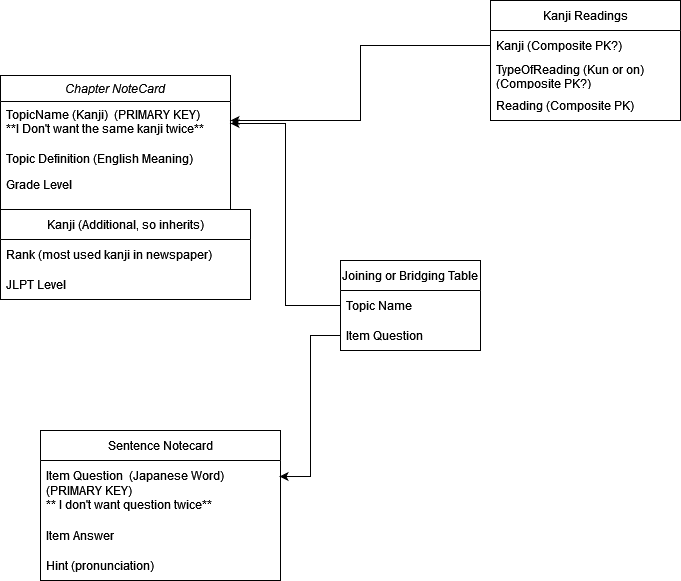 Kanji Readings
Kanji (Composite PK?)
TypeOfReading (Kun or on)
(Composite PK?)
Reading (Composite PK)
Chapter NoteCard
TopicName (Kanji)  (PRIMARY KEY)
**I Don't want the same kanji twice**
Topic Definition (English Meaning)
Grade Level
Kanji (Additional, so inherits)
Rank (most used kanji in newspaper)
JLPT Level
Joining or Bridging Table
Topic Name
Item Question
Sentence Notecard
Item Question  (Japanese Word)
(PRIMARY KEY)
** I don't want question twice**
Item Answer
Hint (pronunciation)